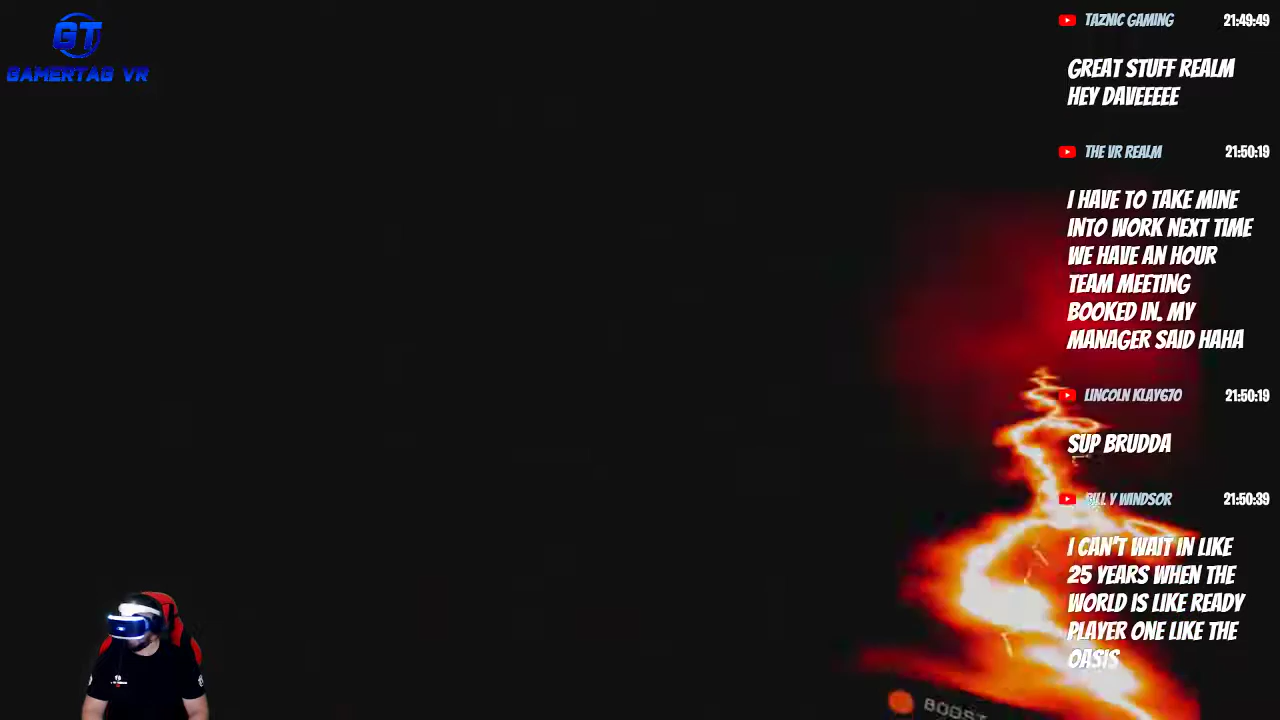 GT
GAMERTAG VR
TAZNIC GAMING 21:49:49
GREAT STUFF REALM
HEY DAVEEEEE
THE VR REALM 21:50:19
I HAVE TO TAKE MINE
INTO WORK NEXT TIME
WE HAVE AN HOUR
TEAM MEETING
BOOKED IN. MY
MANAGER SAID HAHA
LINCOLN KLAY670 21:50:19
SUP BRUDDA
BILLY WINDSOR 21:50:39
I CAN'T WAIT IN LIKE
25 YEARS WHEN THE
WORLD IS LIKE READY
PLAYER ONE LIKE THE
OASIS
BOOST